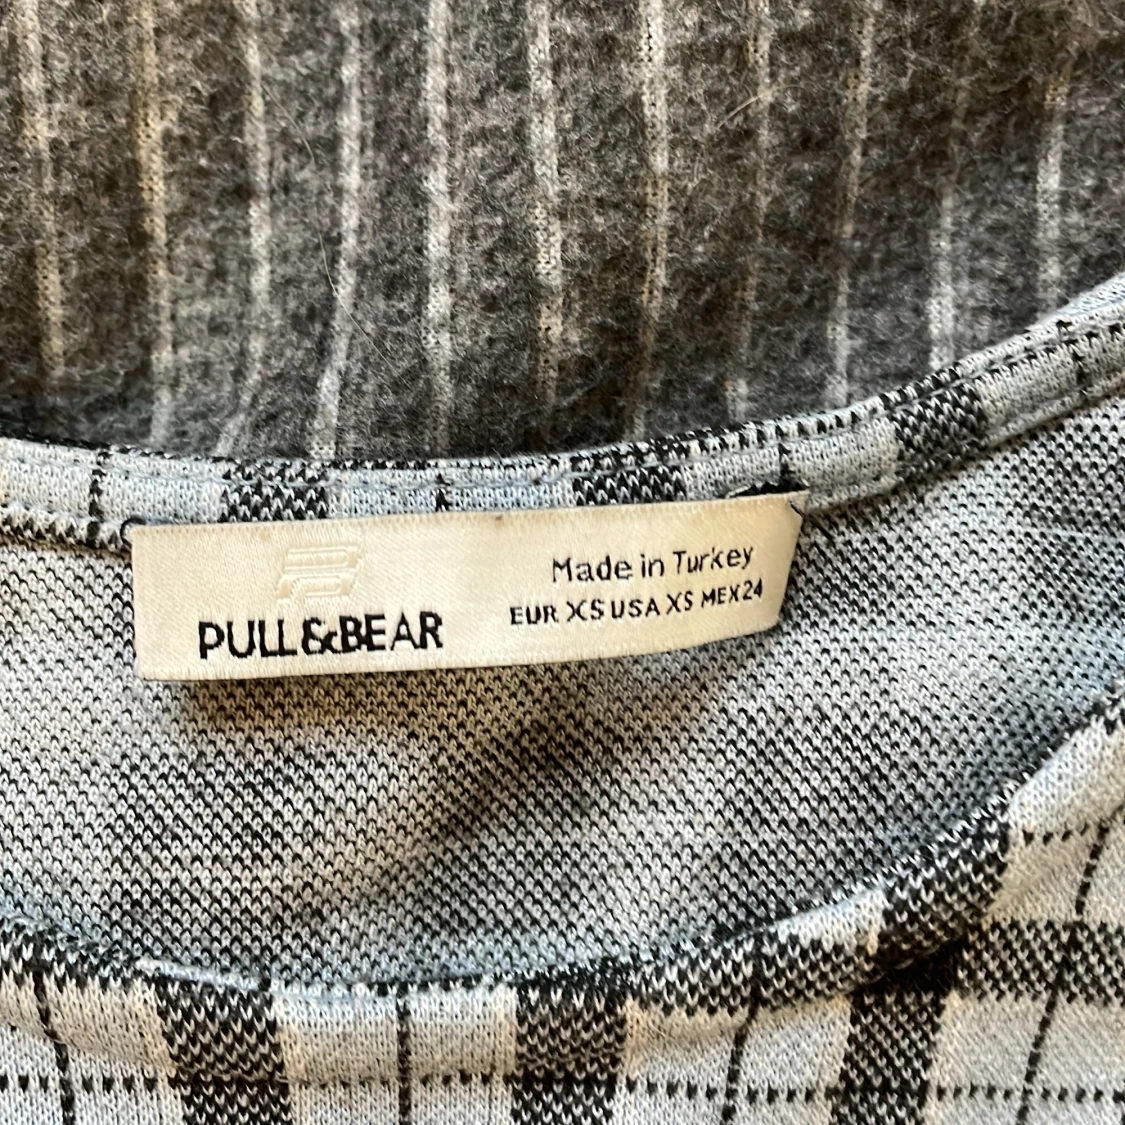 PULL&BEAR
Made in Turkey
EUR XS USA XS MEX 24